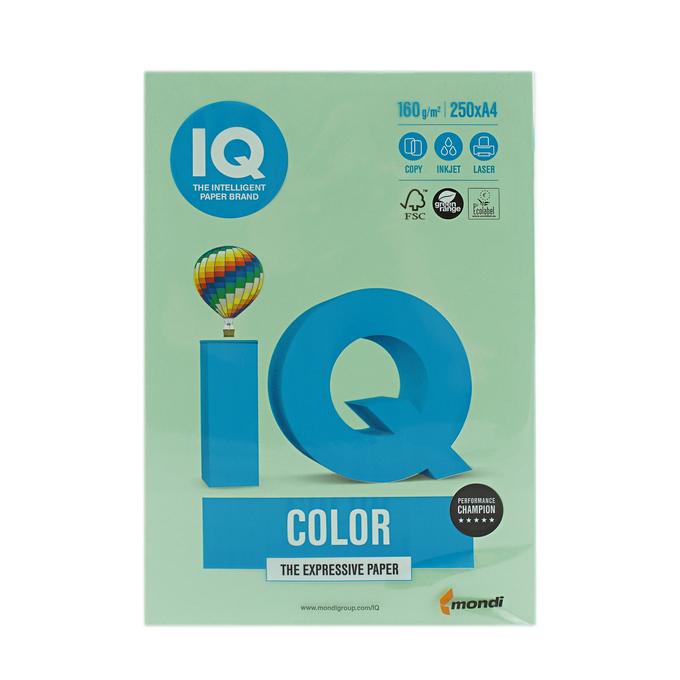 IQ
THE INTELLIGENT
PAPER BRAND
160 g/m² | 250xA4
COPY INKJET LASER
FSC™
green
range
Ecolabel
IQ
PERFORMANCE
CHAMPION
COLOR
THE EXPRESSIVE PAPER
www.mondigroup.com/IQ
mondi